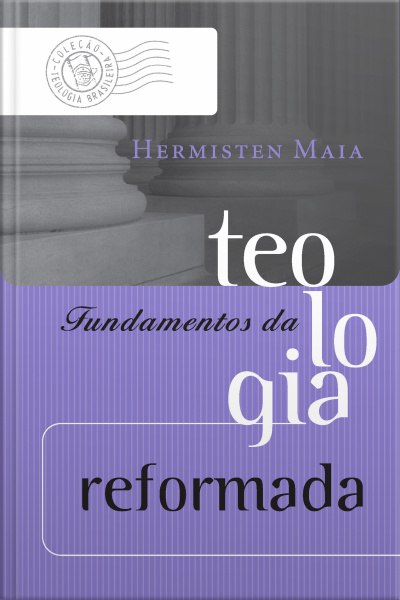 COLEÇÃO
TEOLOGIA BRASILEIRA
HERMISTEN MAIA
teo
Fundamentos da lo
gia
reformada